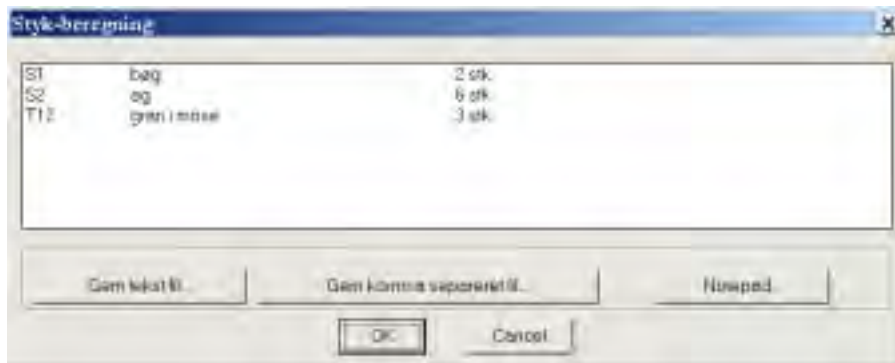 Styk-beregning
S1 bøg 2 stk.
S2 eg 6 stk.
T12 gran i mose 3 stk.
Gem tekst fil...
Gem komma separeret fil...
Notepad...
OK
Cancel